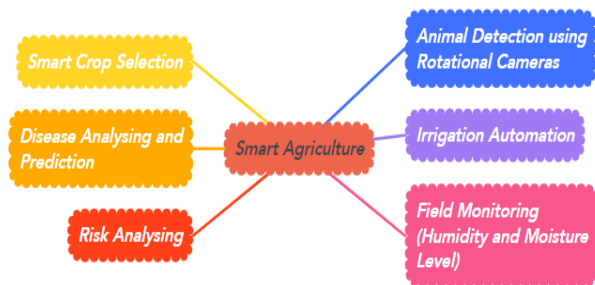 Smart Crop Selection
Disease Analysing and
Prediction
Risk Analysing
Smart Agriculture
Animal Detection using
Rotational Cameras
Irrigation Automation
Field Monitoring
(Humidity and Moisture
Level)